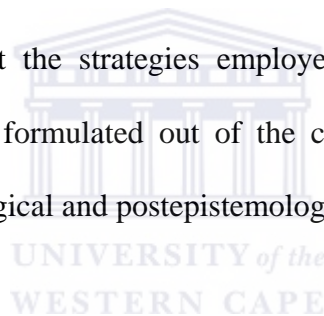 t the strategies employe
formulated out of the c
gical and postepistemolog
UNIVERSITY of the
WESTERN CAPE